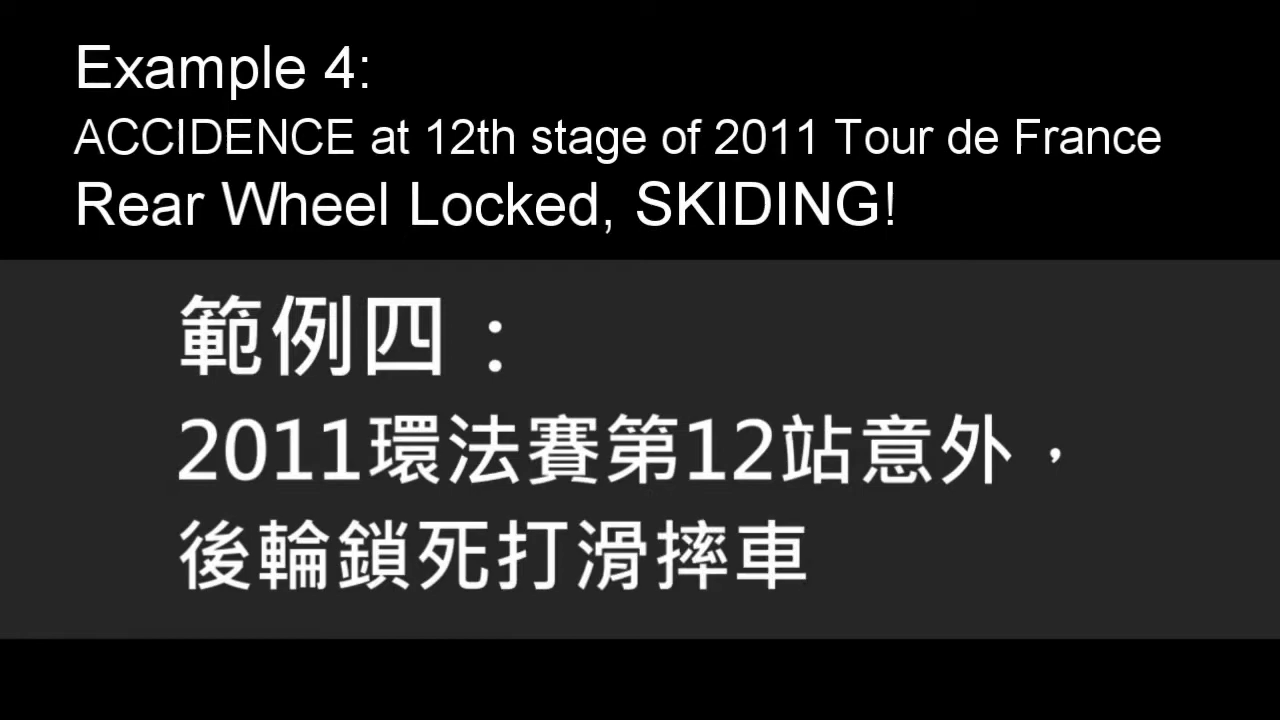 Example 4:
ACCIDENCE at 12th stage of 2011 Tour de France
Rear Wheel Locked, SKIDING!
範例四：
2011環法賽第12站意外，
後輪鎖死打滑摔車